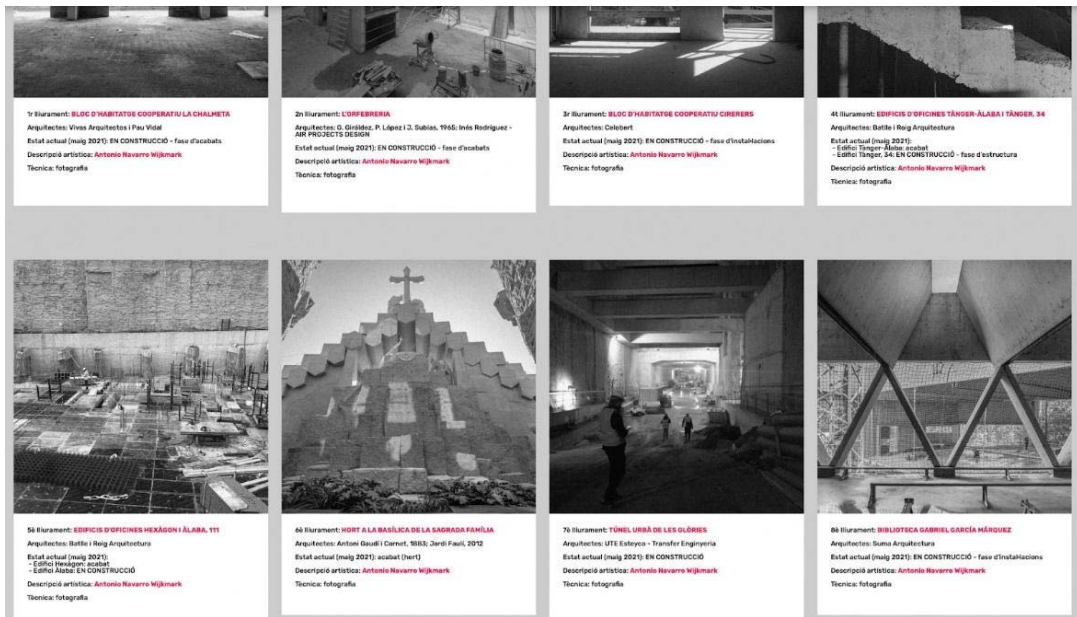 1r lliurament: BLOC D'HABITATGE COOPERATIU LA CHALMETA
Arquitectes: Vivas Arquitectos i Pau Vidal
Estat actual (maig 2021): EN CONSTRUCCIÓ - fase d'acabats
Descripció artística: Antonio Navarro Wijkmark
Tècnica: fotografia
2n lliurament: L'ORFEBRERIA
Arquitectes: G. Giráldez, P. López i J. Subias, 1965; Inés Rodríguez -
AIR PROJECTS DESIGN
Estat actual (maig 2021): EN CONSTRUCCIÓ - fase d'acabats
Descripció artística: Antonio Navarro Wijkmark
Tècnica: fotografia
3r lliurament: BLOC D'HABITATGE COOPERATIU CIRERERS
Arquitectes: Celobert
Estat actual (maig 2021): EN CONSTRUCCIÓ - fase d'instal·lacions
Descripció artística: Antonio Navarro Wijkmark
Tècnica: fotografia
4t lliurament: EDIFICIS D'OFICINES TÀNGER-ÀLABA I TÀNGER, 34
Arquitectes: Batlle i Roig Arquitectura
Estat actual (maig 2021):
- Edifici Tànger-Àlaba: acabat
- Edifici Tànger, 34: EN CONSTRUCCIÓ - fase d'estructura
Descripció artística: Antonio Navarro Wijkmark
Tècnica: fotografia
5è lliurament: EDIFICIS D'OFICINES HEXÀGON I ÀLABA, 111
Arquitectes: Batlle i Roig Arquitectura
Estat actual (maig 2021):
- Edifici Hexàgon: acabat
- Edifici Àlaba: EN CONSTRUCCIÓ
Descripció artística: Antonio Navarro Wijkmark
Tècnica: fotografia
6è lliurament: HORT A LA BASÍLICA DE LA SAGRADA FAMÍLIA
Arquitectes: Antoni Gaudí i Cornet, 1883; Jordi Faulí, 2012
Estat actual (maig 2021): acabat (hort)
Descripció artística: Antonio Navarro Wijkmark
Tècnica: fotografia
7è lliurament: TÚNEL URBÀ DE LES GLÒRIES
Arquitectes: UTE Esteyco - Transfer Enginyeria
Estat actual (maig 2021): EN CONSTRUCCIÓ
Descripció artística: Antonio Navarro Wijkmark
Tècnica: fotografia
8è lliurament: BIBLIOTECA GABRIEL GARCÍA MÁRQUEZ
Arquitectes: Suma Arquitectura
Estat actual (maig 2021): EN CONSTRUCCIÓ - fase d'instal·lacions
Descripció artística: Antonio Navarro Wijkmark
Tècnica: fotografia